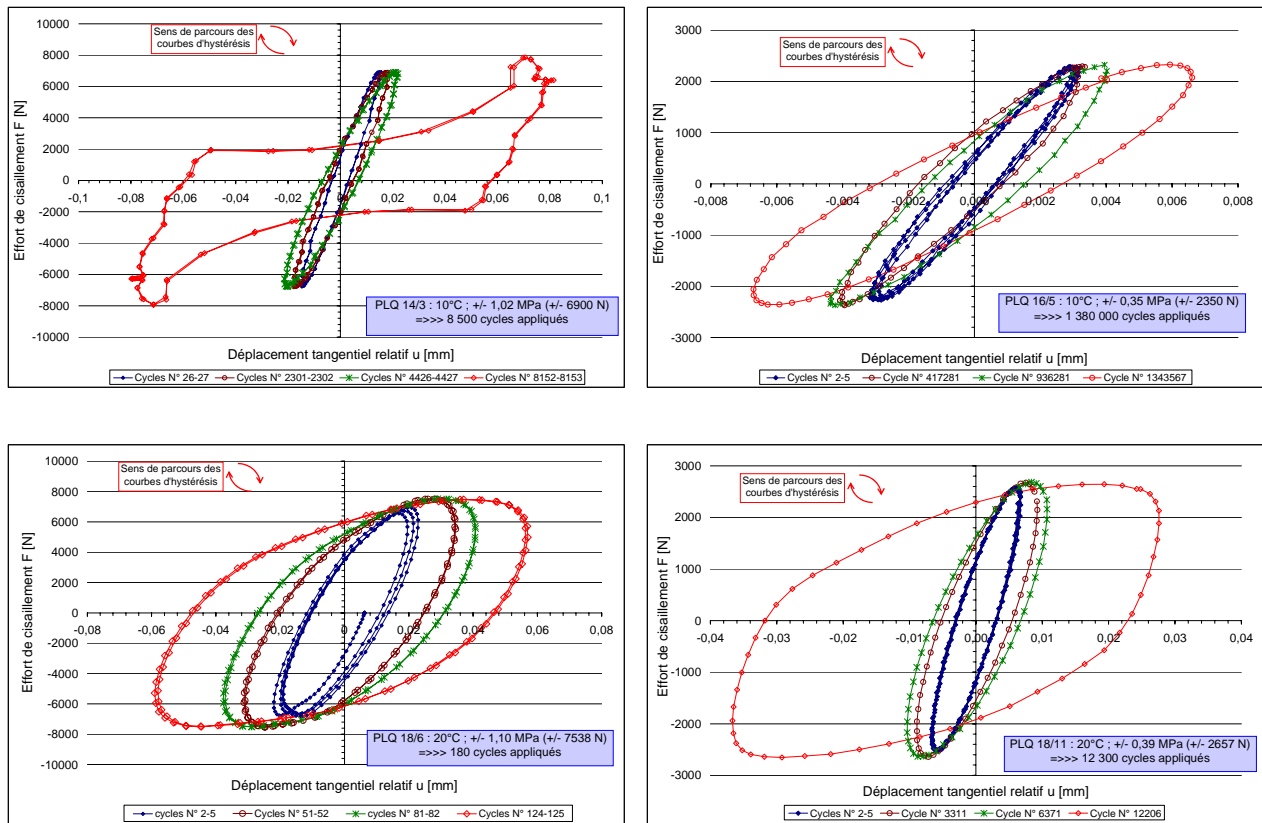 10000
8000
6000
4000
2000
0
-2000
-4000
-6000
-8000
-10000
-0,1
-0,08
-0,06
-0,04
-0,02
0
0,02
0,04
0,06
0,08
0,1
Effort de cisaillement F [N]
Sens de parcours des
courbes d'hystérésis
PLQ 14/3 : 10°C ; +/- 1,02 MPa (+/- 6900 N)
=>>> 8 500 cycles appliqués
Déplacement tangentiel relatif u [mm]
Cycles N° 26-27
Cycles N° 2301-2302
Cycles N° 4426-4427
Cycles N° 8152-8153
3000
2000
1000
0
-1000
-2000
-3000
-0,008
-0,006
-0,004
-0,002
0,000
0,002
0,004
0,006
0,008
Effort de cisaillement F [N]
Sens de parcours des
courbes d'hystérésis
PLQ 16/5 : 10°C ; +/- 0,35 MPa (+/- 2350 N)
=>>> 1 380 000 cycles appliqués
Déplacement tangentiel relatif u [mm]
Cycles N° 2-5
Cycle N° 417281
Cycle N° 936281
Cycle N° 1343567
10000
8000
6000
4000
2000
0
-2000
-4000
-6000
-8000
-10000
-0,08
-0,06
-0,04
-0,02
0
0,02
0,04
0,06
0,08
Effort de cisaillement F [N]
Sens de parcours des
courbes d'hystérésis
PLQ 18/6 : 20°C ; +/- 1,10 MPa (+/- 7538 N)
=>>> 180 cycles appliqués
Déplacement tangentiel relatif u [mm]
cycles N° 2-5
Cycles N° 51-52
cycles N° 81-82
Cycles N° 124-125
3000
2000
1000
0
-1000
-2000
-3000
-0,04
-0,03
-0,02
-0,01
0,00
0,01
0,02
0,03
0,04
Effort de cisaillement F [N]
Sens de parcours des
courbes d'hystérésis
PLQ 18/11 : 20°C ; +/- 0,39 MPa (+/- 2657 N)
=>>> 12 300 cycles appliqués
Déplacement tangentiel relatif u [mm]
Cycles N° 2-5
Cycle N° 3311
Cycle N° 6371
Cycle N° 12206